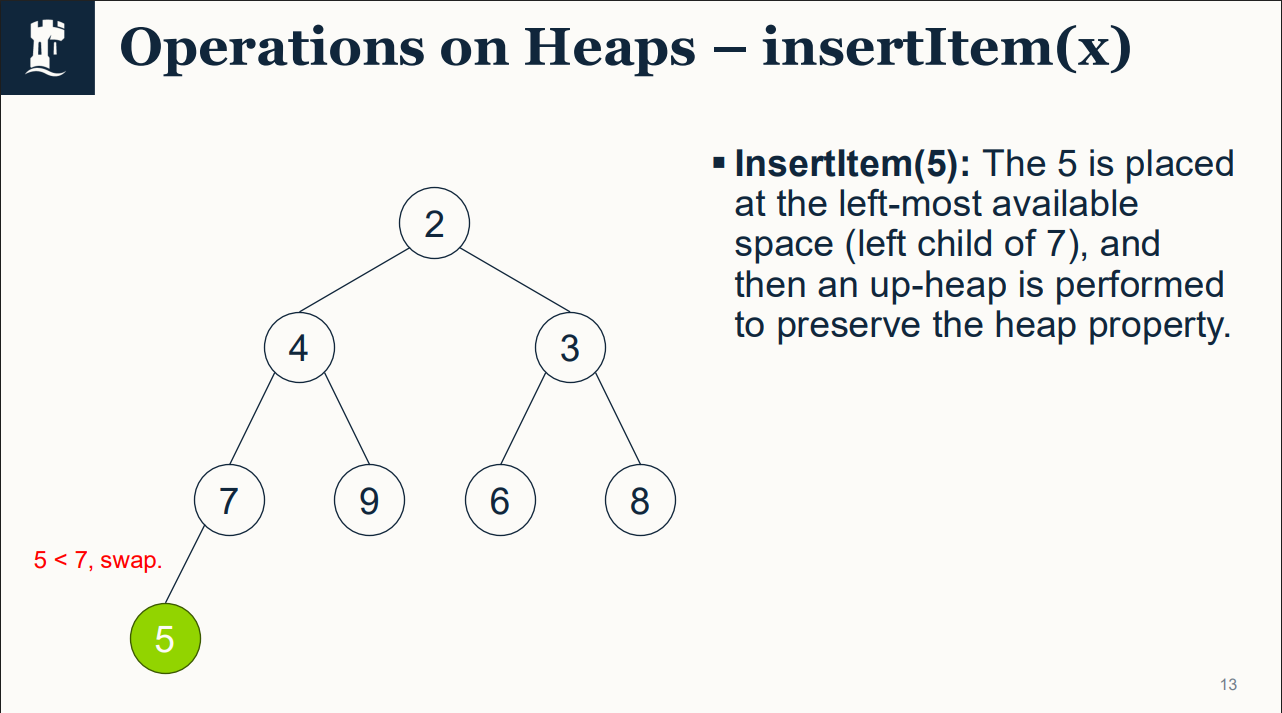 Operations on Heaps – insertItem(x)
▪ InsertItem(5): The 5 is placed
at the left-most available
space (left child of 7), and
then an up-heap is performed
to preserve the heap property.
2
4
3
7
9
6
8
5 < 7, swap.
5
13